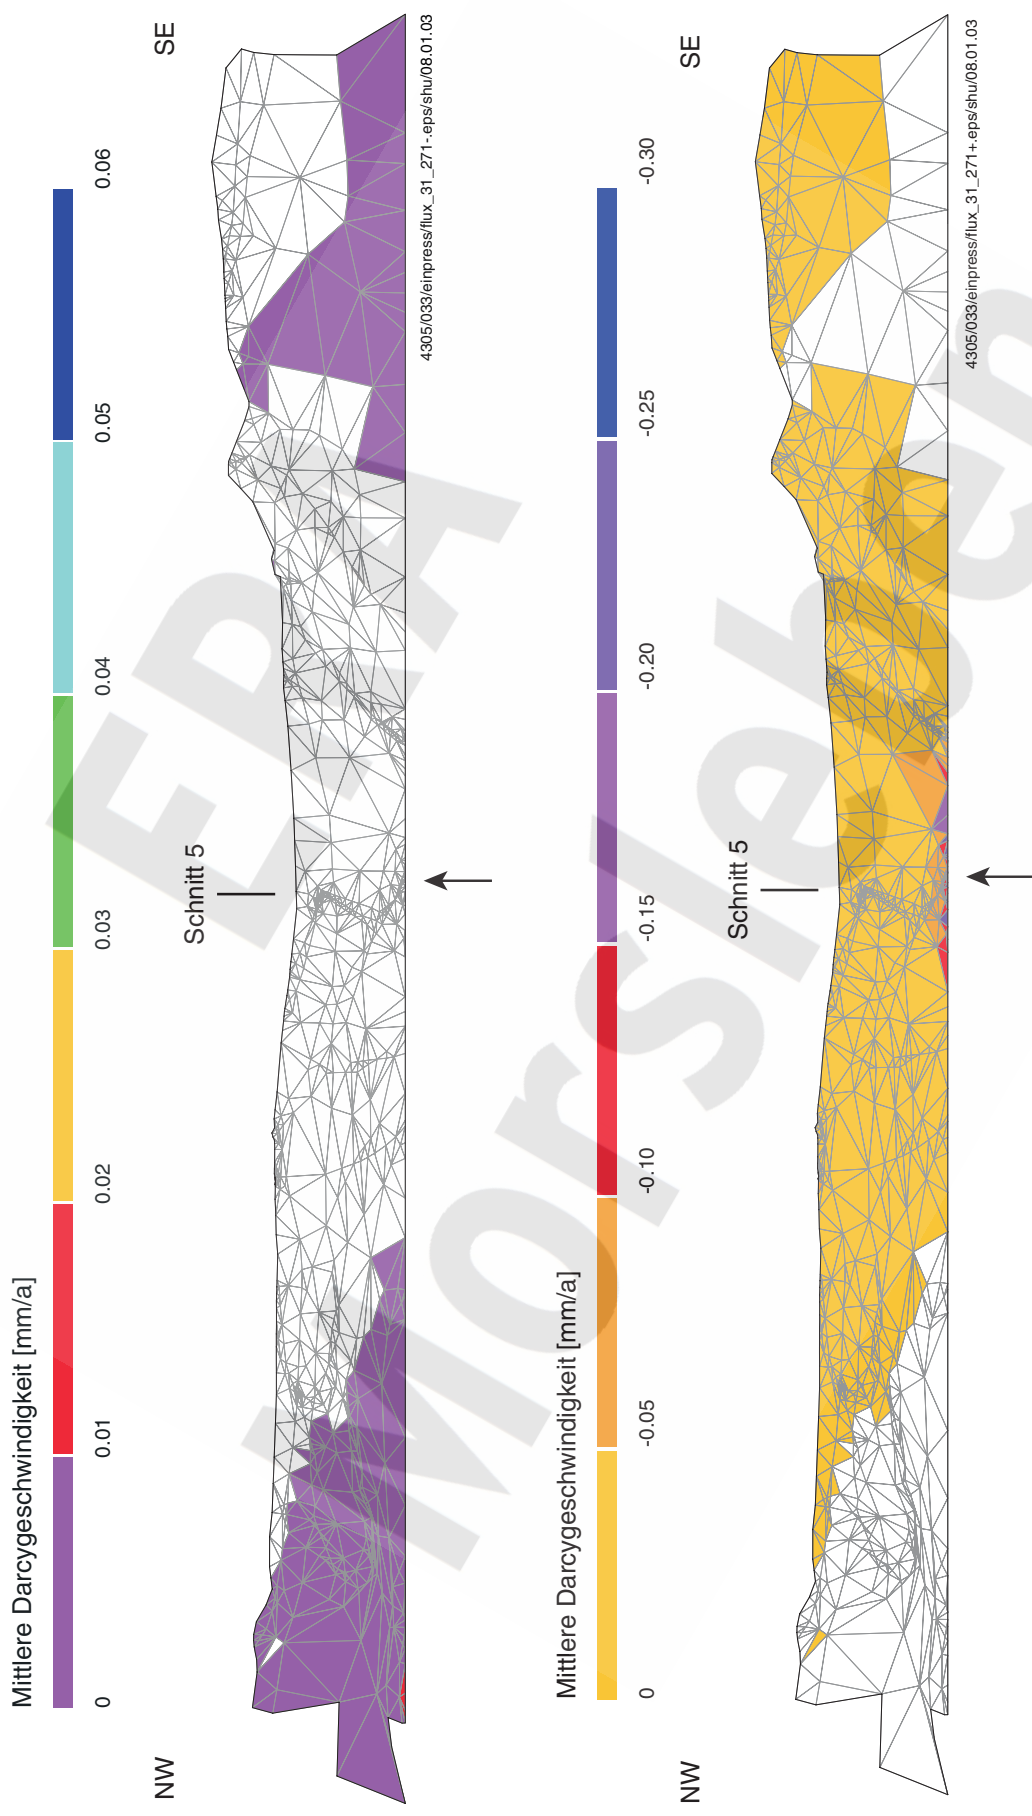 Mittlere Darcygeschwindigkeit [mm/a]
0 0.01 0.02 0.03 0.04 0.05 0.06
NW SE
Schnitt 5
4305/033/einpress/flux_31_271-.eps/shu/08.01.03
Mittlere Darcygeschwindigkeit [mm/a]
0 -0.05 -0.10 -0.15 -0.20 -0.25 -0.30
NW SE
Schnitt 5
4305/033/einpress/flux_31_271+.eps/shu/08.01.03
ERA
Morsleben